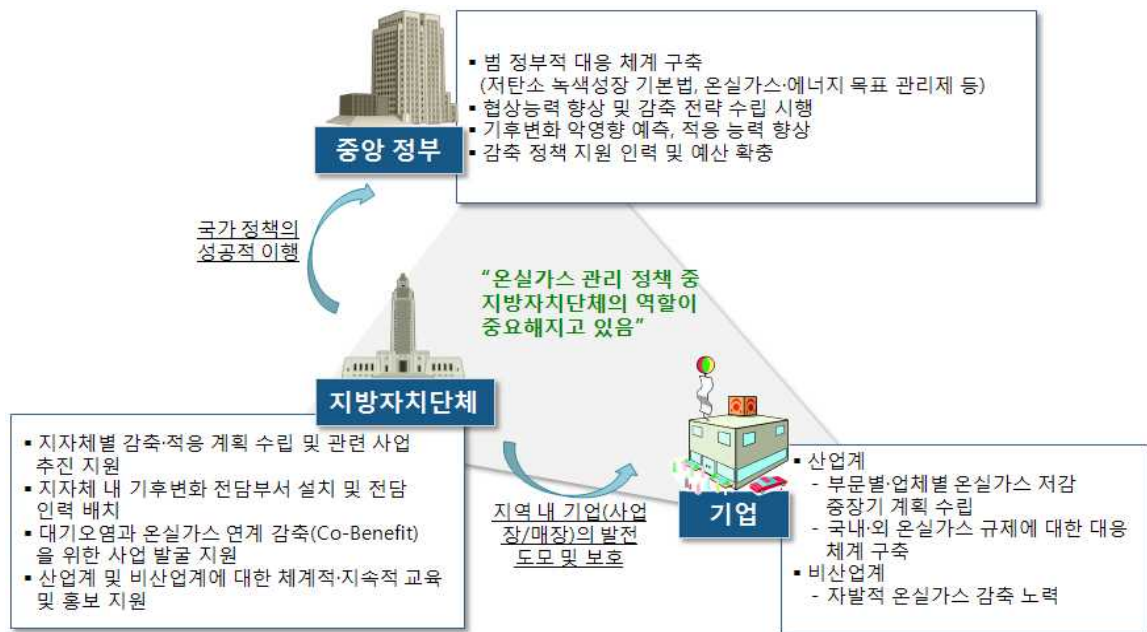 ▪ 범 정부적 대응 체계 구축
(저탄소 녹색성장 기본법, 온실가스·에너지 목표 관리제 등)
▪ 협상능력 향상 및 감축 전략 수립 시행
▪ 기후변화 악영향 예측, 적응 능력 향상
▪ 감축 정책 지원 인력 및 예산 확충
중앙 정부
국가 정책의
성공적 이행
“온실가스 관리 정책 중
지방자치단체의 역할이
중요해지고 있음”
지방자치단체
▪ 지자체별 감축·적응 계획 수립 및 관련 사업
추진 지원
▪ 지자체 내 기후변화 전담부서 설치 및 전담
인력 배치
▪ 대기오염과 온실가스 연계 감축(Co-Benefit)
을 위한 사업 발굴 지원
▪ 산업계 및 비산업계에 대한 체계적·지속적 교육
및 홍보 지원
지역 내 기업(사업
장/매장)의 발전
도모 및 보호
기업
▪ 산업계
- 부문별·업체별 온실가스 저감
중장기 계획 수립
- 국내·외 온실가스 규제에 대한 대응
체계 구축
▪ 비산업계
- 자발적 온실가스 감축 노력